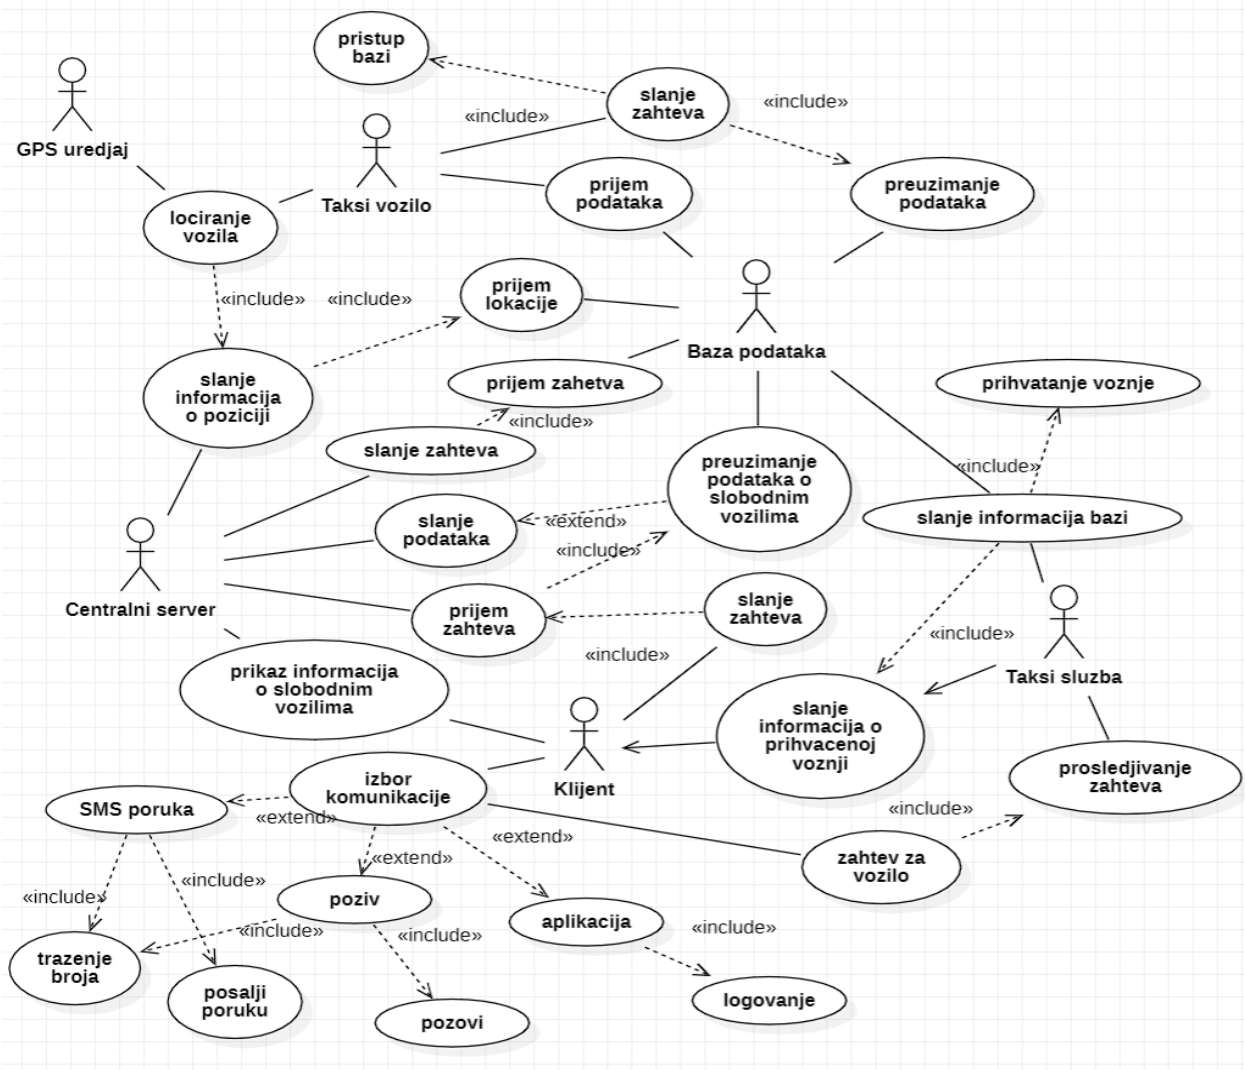 pristup
bazi
GPS uredjaj
slanje
zahteva
«include»
«include»
Taksi vozilo
prijem
podataka
preuzimanje
podataka
lociranje
vozila
«include»
«include»
prijem
lokacije
Baza podataka
slanje
informacija
o poziciji
prijem zahetva
prihvatanje voznje
«include»
slanje zahteva
preuzimanje
podataka o
slobodnim
vozilima
«include»
slanje
podataka
«extend»
slanje informacija bazi
«include»
Centralni server
prijem
zahteva
slanje
zahteva
«include»
«include»
Taksi sluzba
prikaz informacija
o slobodnim
vozilima
slanje
informacija o
prihvacenoj
voznji
Klijent
izbor
komunikacije
prosledjivanje
zahteva
SMS poruka
«extend»
«include»
«extend»
«extend»
zahtev za
vozilo
«include»
«include»
poziv
aplikacija
«include»
«include»
«include»
trazenje
broja
posalji
poruku
pozovi
logovanje